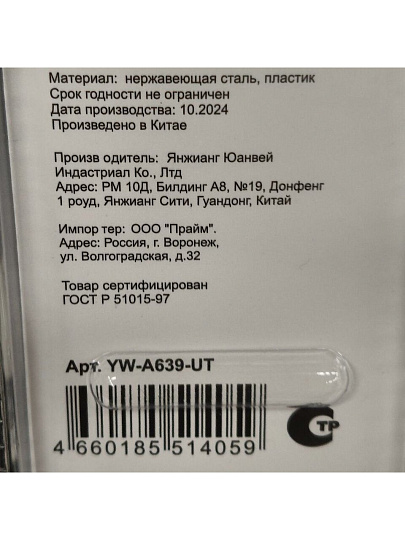 Материал: нержавеющая сталь, пластик
Срок годности не ограничен
Дата производства: 10.2024
Произведено в Китае
Произв одитель: Янжианг Юанвей
Индастриал Ко., Лтд
Адрес: РМ 10Д, Билдинг А8, №19, Донфенг
1 роуд, Янжианг Сити, Гуандонг, Китай
Импор тер: ООО "Прайм".
Адрес: Россия, г. Воронеж,
ул. Волгоградская, д.32
Товар сертифицирован
ГОСТ Р 51015-97
Арт. YW-A639-UT
4 660185 514059
СТР